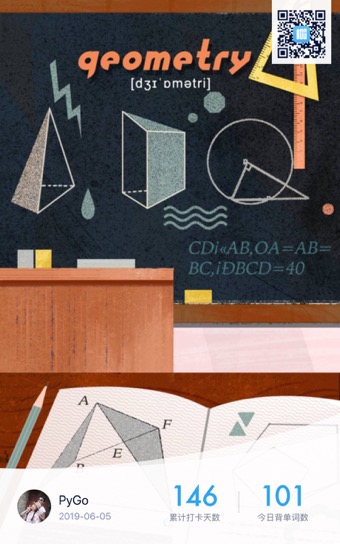 geometry
[dʒɪˈɒmətri]
CDi«AB,OA=AB=
BC,iÐBCD=40
A
F
E
B
PyGo
2019-06-05
146
累计打卡天数
101
今日背单词数